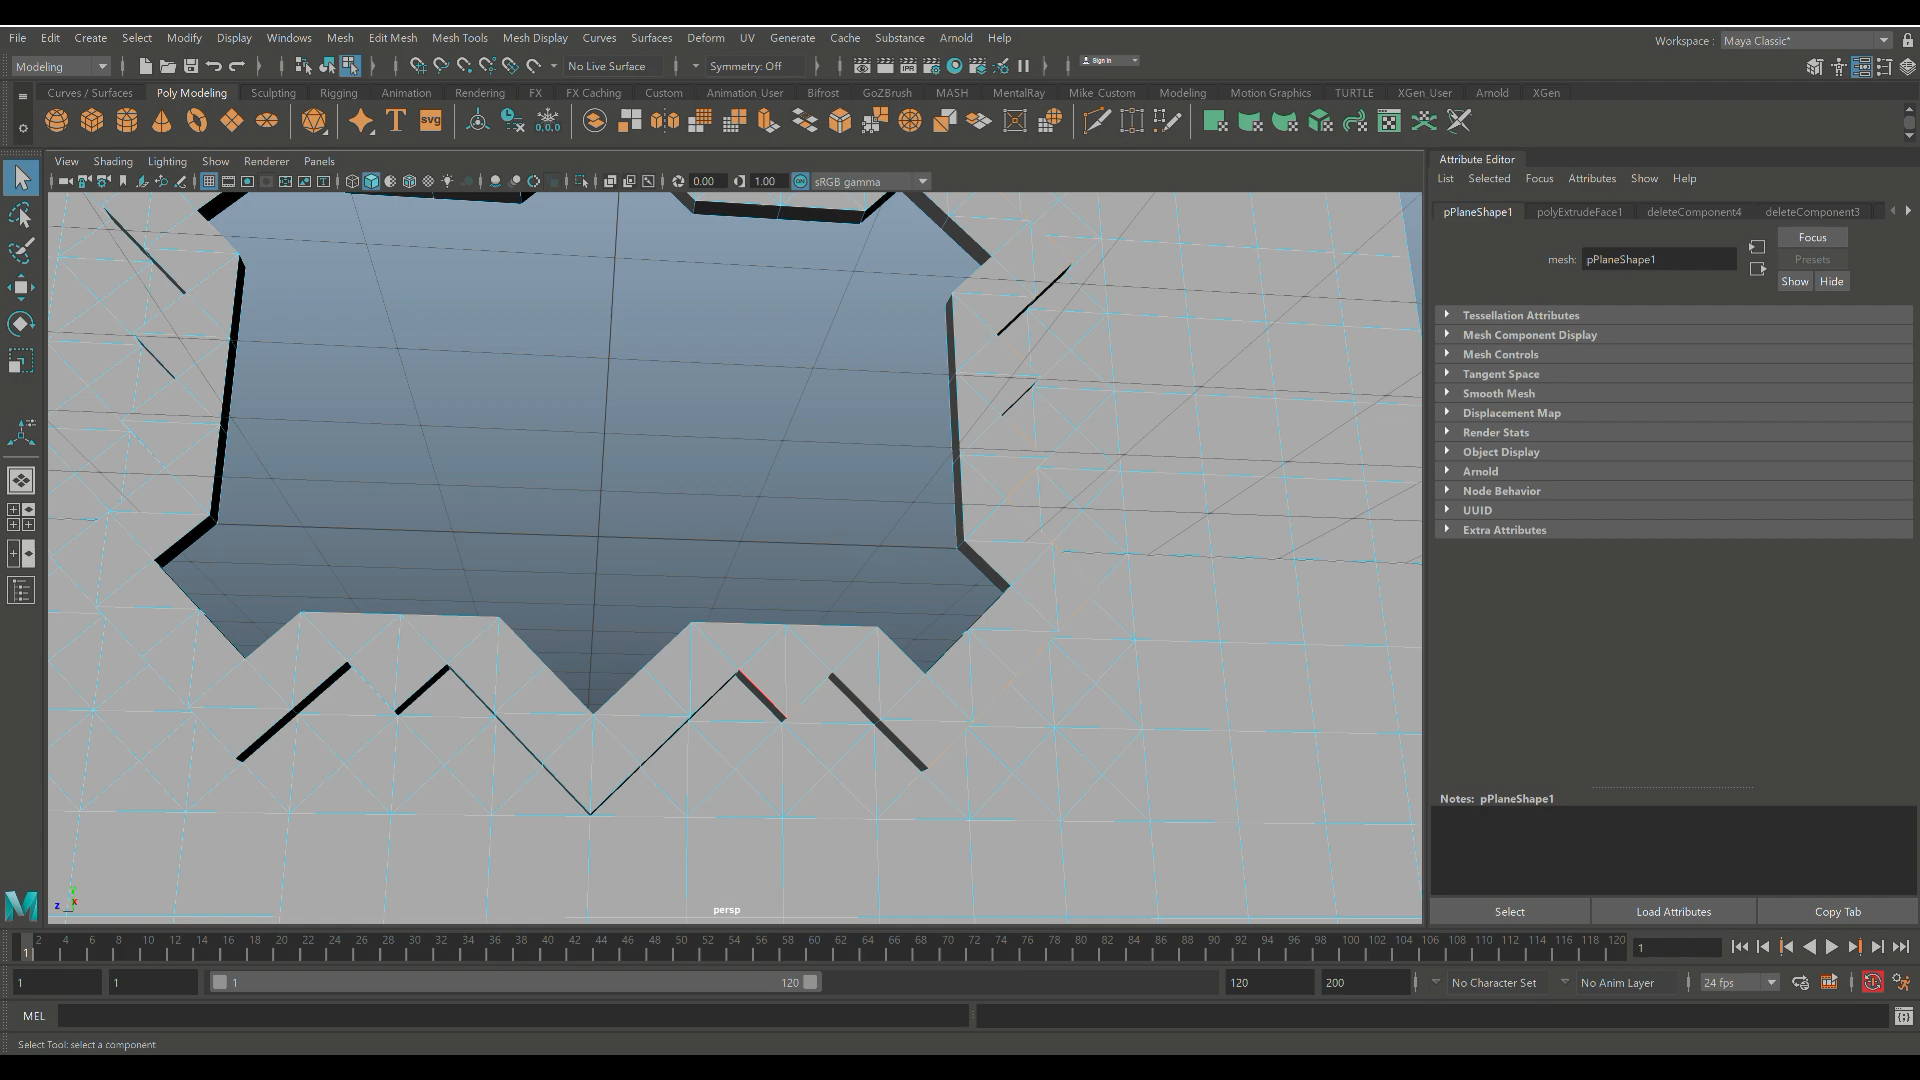 File Edit Create Select Modify Display Windows Mesh Edit Mesh Mesh Tools Mesh Display Curves Surfaces Deform UV Generate Cache Substance Arnold Help
Workspace : Maya Classic*
Modeling No Live Surface Symmetry: Off Sign in
Curves / Surfaces Poly Modeling Sculpting Rigging Animation Rendering FX FX Caching Custom Animation_User Bifrost GoZBrush MASH MentalRay Mike_Custom Modeling Motion Graphics TURTLE XGen_User Arnold XGen
T svg 0,0,0
View Shading Lighting Show Renderer Panels
0.00 1.00 ON sRGB gamma
Attribute Editor
List Selected Focus Attributes Show Help
pPlaneShape1 polyExtrudeFace1 deleteComponent4 deleteComponent3
Focus
mesh: pPlaneShape1
Presets
Show Hide
Tessellation Attributes
Mesh Component Display
Mesh Controls
Tangent Space
Smooth Mesh
Displacement Map
Render Stats
Object Display
Arnold
Node Behavior
UUID
Extra Attributes
Notes: pPlaneShape1
Select Load Attributes Copy Tab
y
z x
persp
2 4 6 8 10 12 14 16 18 20 22 24 26 28 30 32 34 36 38 40 42 44 46 48 50 52 54 56 58 60 62 64 66 68 70 72 74 76 78 80 82 84 86 88 90 92 94 96 98 100 102 104 106 108 110 112 114 116 118 120
1 1
1 1 1 120 120 200 No Character Set No Anim Layer 24 fps
MEL
Select Tool: select a component